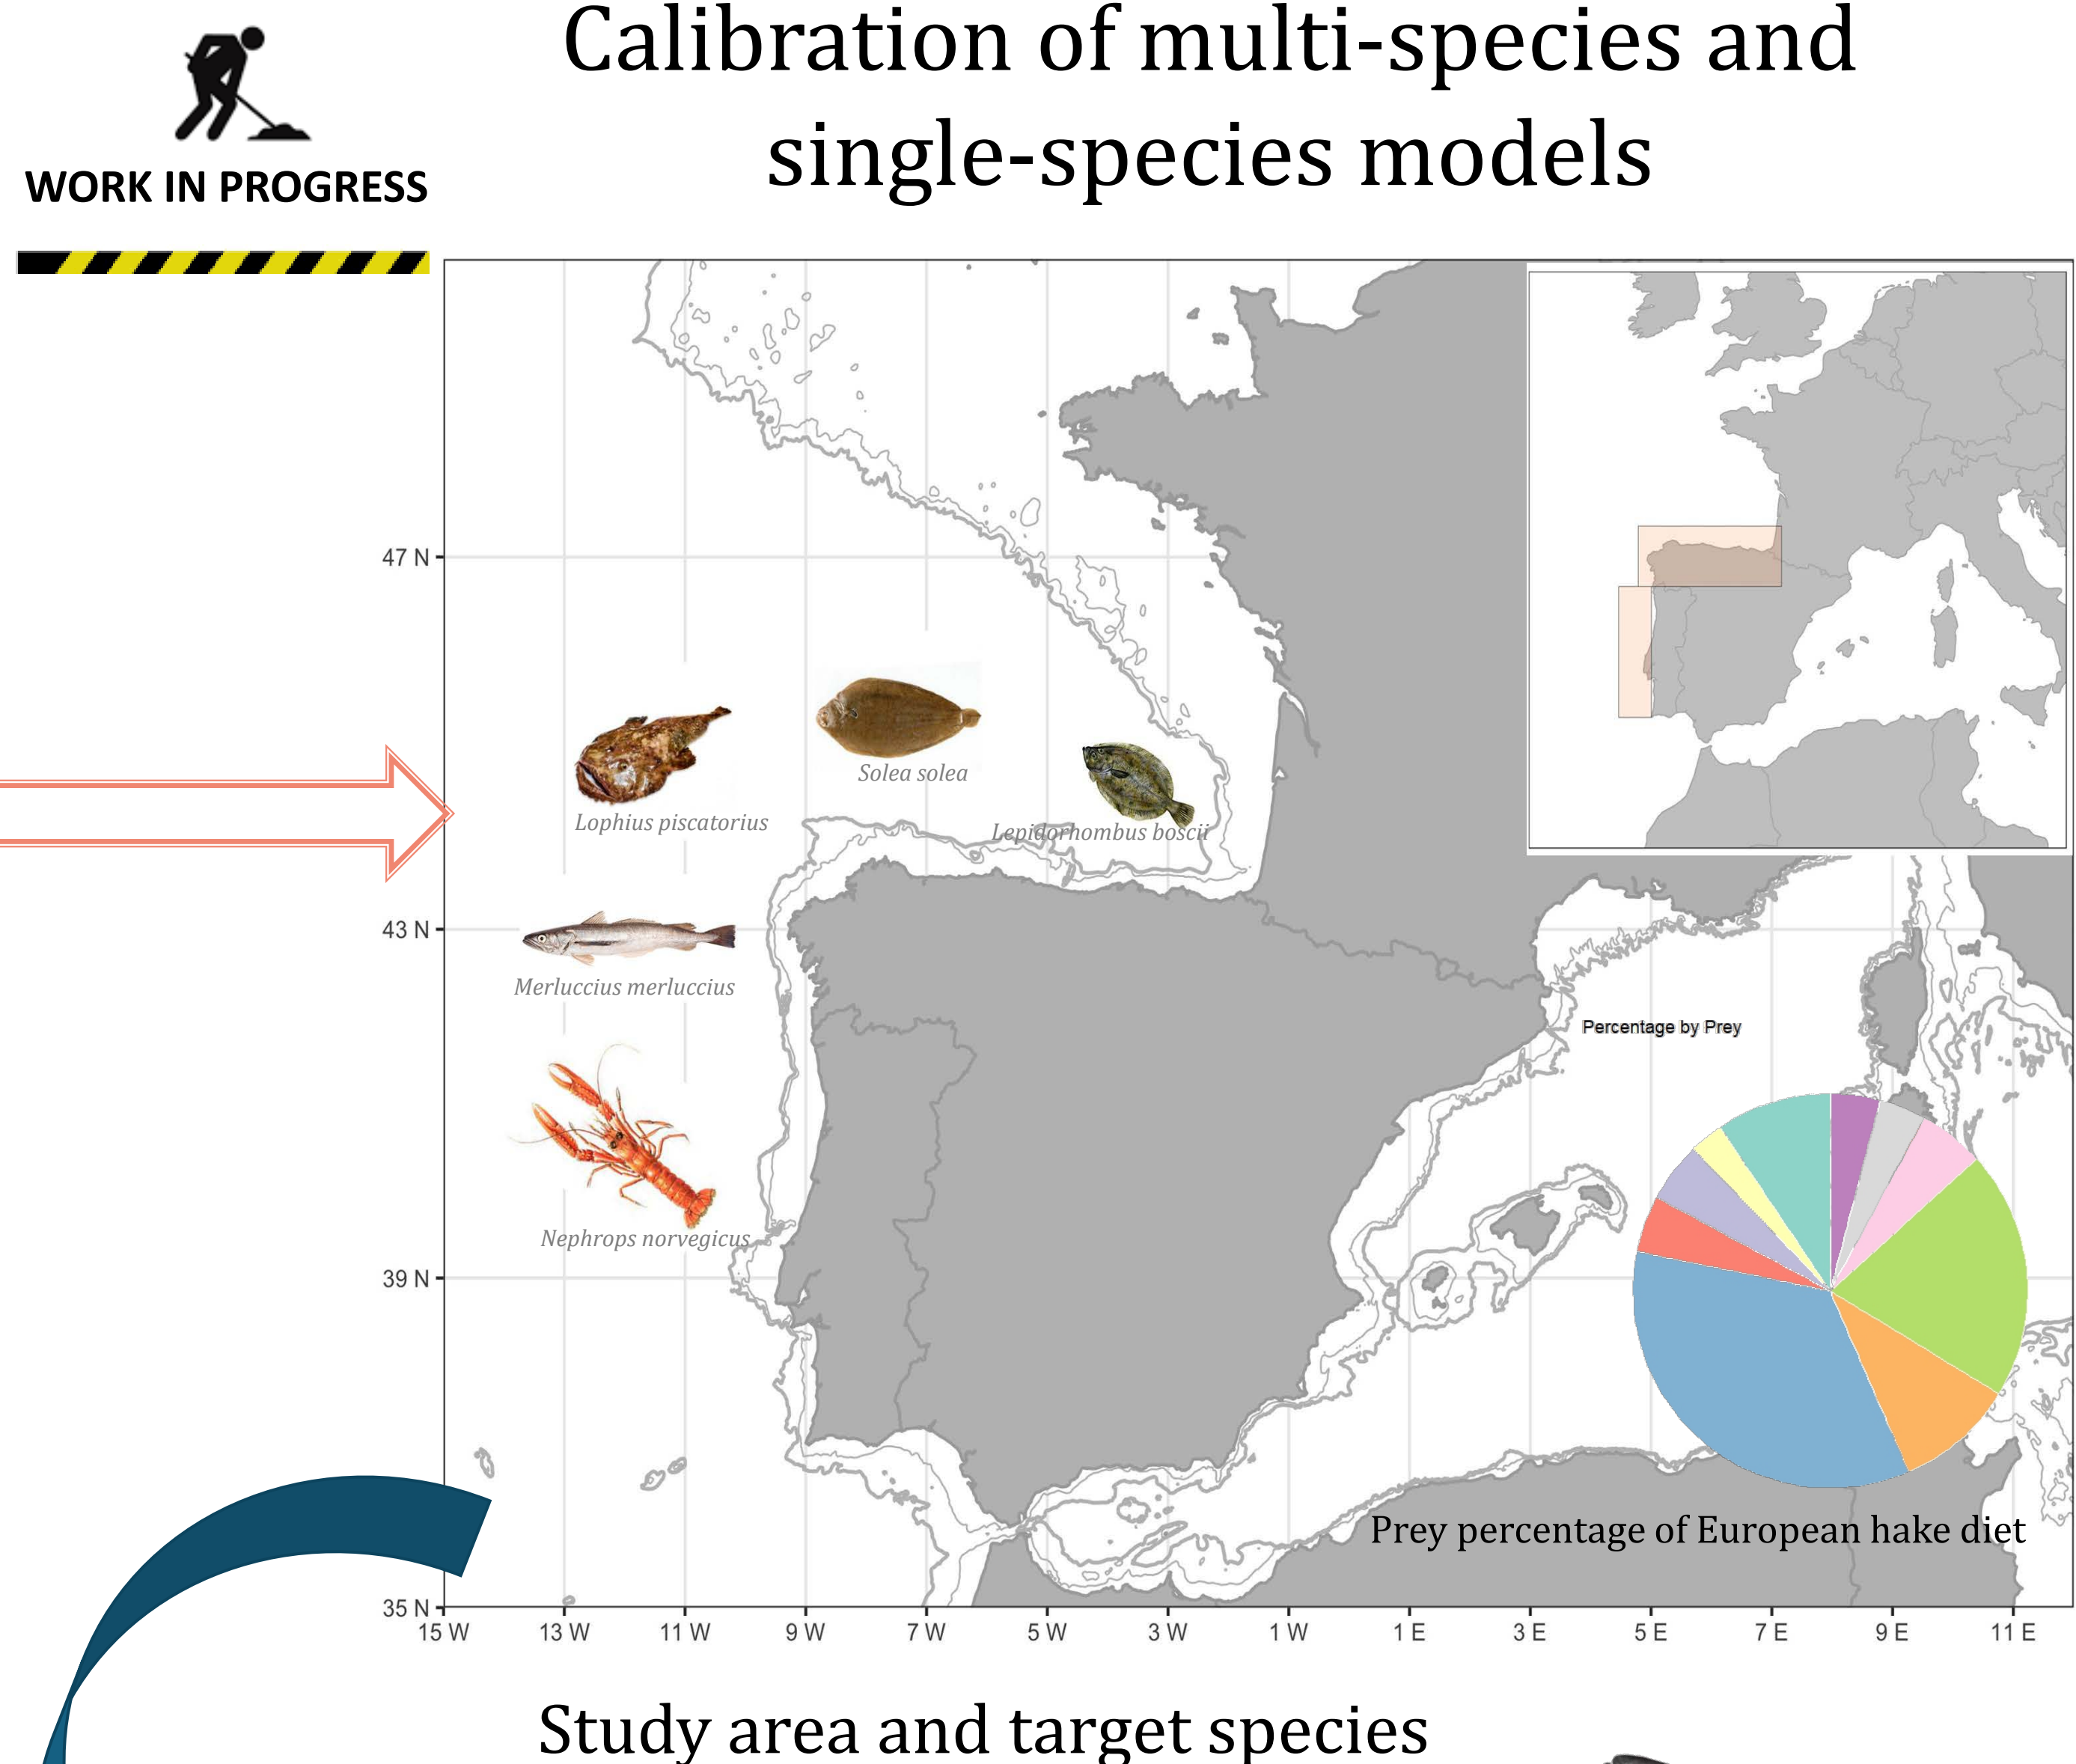 Calibration of multi-species and
single-species models
WORK IN PROGRESS
47 N
43 N
39 N
35 N
Solea solea
Lophius piscatorius
Lepidorhombus boscii
Merluccius merluccius
Nephrops norvegicus
Percentage by Prey
Prey percentage of European hake diet
15 W 13 W 11 W 9 W 7 W 5 W 3 W 1 W 1 E 3 E 5 E 7 E 9 E 11 E
Study area and target species